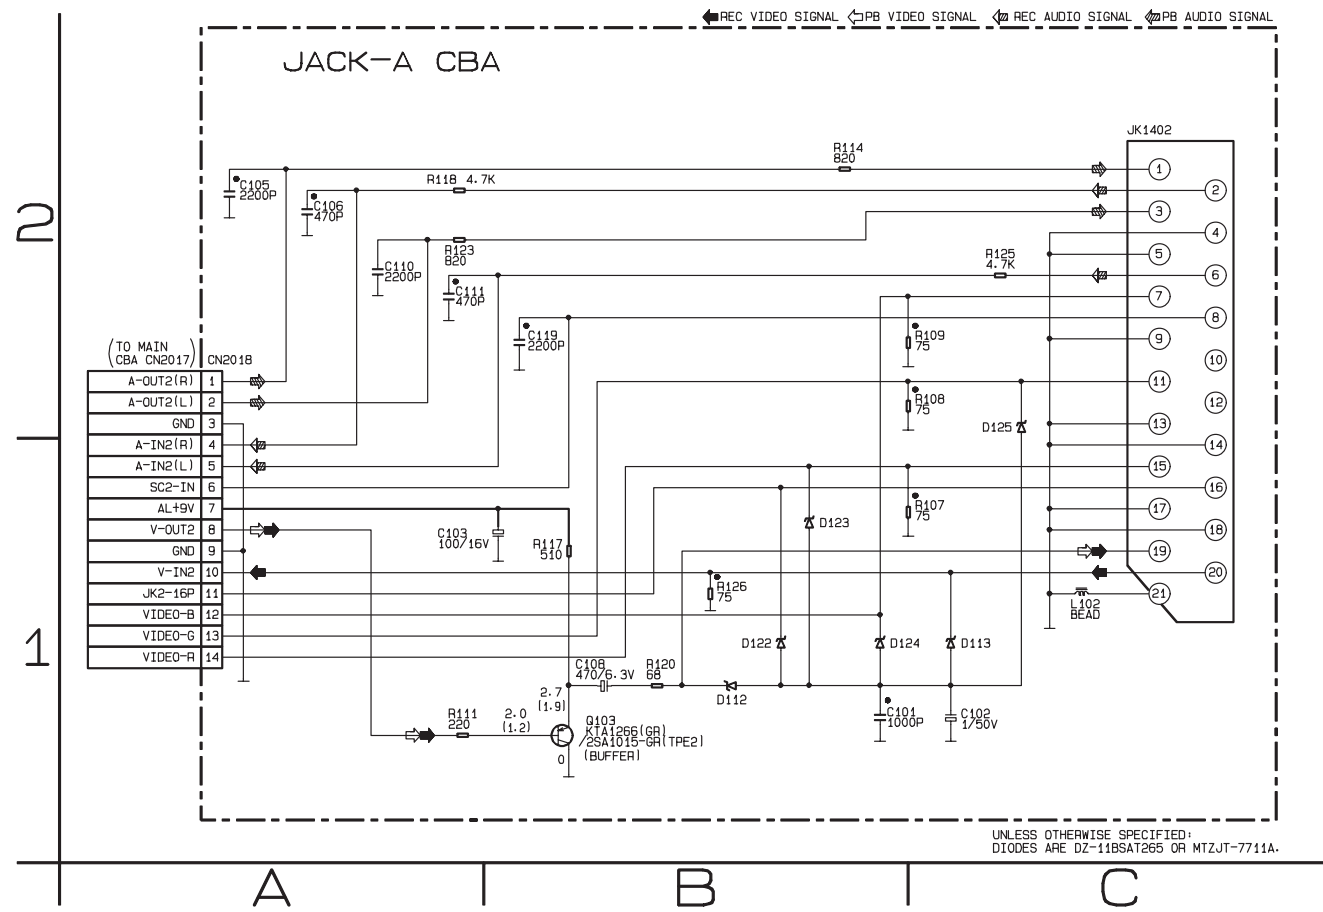 REC VIDEO SIGNAL PB VIDEO SIGNAL REC AUDIO SIGNAL PB AUDIO SIGNAL
JACK-A CBA
JK1402
R114
820
1
C105
2200P
R118 4.7K
2
C106
470P
3
2
R123
820
4
C110
2200P
R125
4.7K
5
C111
470P
6
7
C119
2200P
8
R109
75
9
(TO MAIN
CBA CN2017)
CN2018
10
A-OUT2(R) 1
11
R108
75
A-OUT2(L) 2
12
GND 3
D125
13
A-IN2(R) 4
14
A-IN2(L) 5
15
SC2-IN 6
16
AL+9V 7
R107
75
17
V-OUT2 8
C103
100/16V
R117
510
D123
18
GND 9
19
V-IN2 10
20
JK2-16P 11
R126
75
L102
BEAD
21
VIDEO-B 12
VIDEO-G 13
D122
D124
D113
1
VIDEO-R 14
C108
470/6.3V
R120
68
D112
2.7
(1.9)
C101
1000P
C102
1/50V
R111
220
2.0
(1.2)
Q103
KTA1266(GR)
/2SA1015-GR(TPE2)
(BUFFER)
0
UNLESS OTHERWISE SPECIFIED:
DIODES ARE DZ-11BSAT265 OR MTZJT-7711A.
A B C